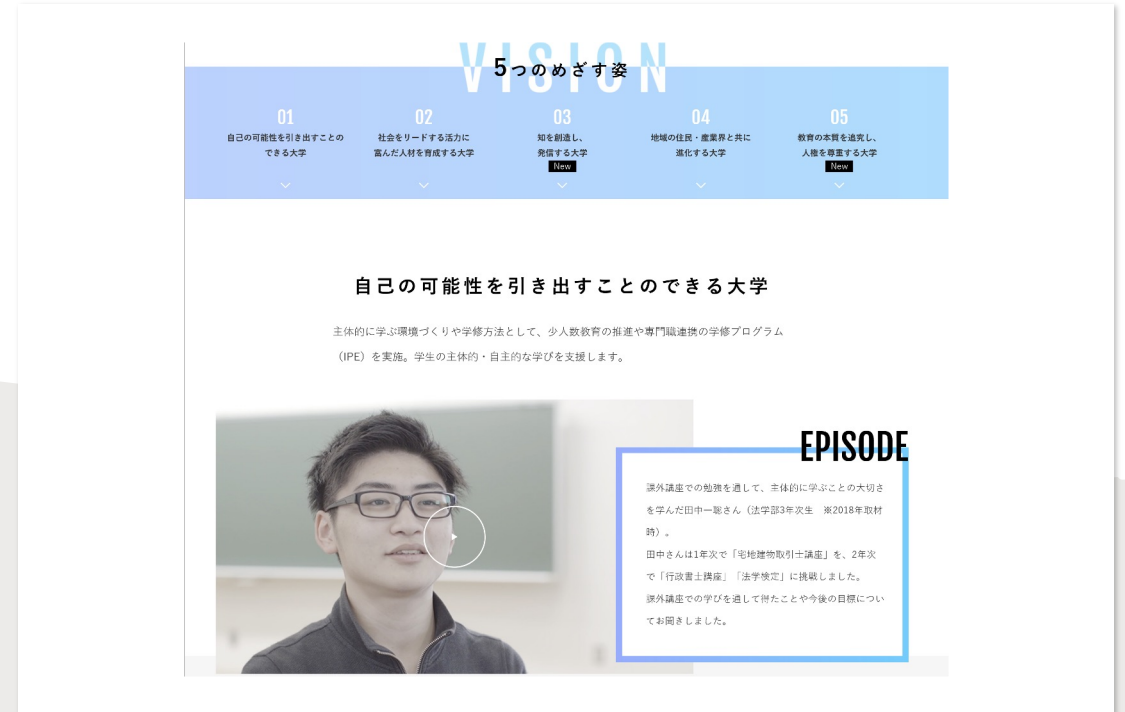 VISION
5つのめざす姿
01
自己の可能性を引き出すことの
できる大学
02
社会をリードする活力に
富んだ人材を育成する大学
03
知を創造し、
発信する大学
New
04
地域の住民・産業界と共に
進化する大学
05
教育の本質を追究し、
人権を尊重する大学
New
自己の可能性を引き出すことのできる大学
主体的に学ぶ環境づくりや学修方法として、少人数教育の推進や専門職連携の学修プログラム
（IPE）を実施。学生の主体的・自主的な学びを支援します。
EPISODE
課外講座での勉強を通して、主体的に学ぶことの大切さ
を学んだ田中一聡さん（法学部3年次生　※2018年取材
時）。
田中さんは1年次で「宅地建物取引士講座」を、2年次
で「行政書士講座」「法学検定」に挑戦しました。
課外講座での学びを通して得たことや今後の目標につい
てお聞きしました。